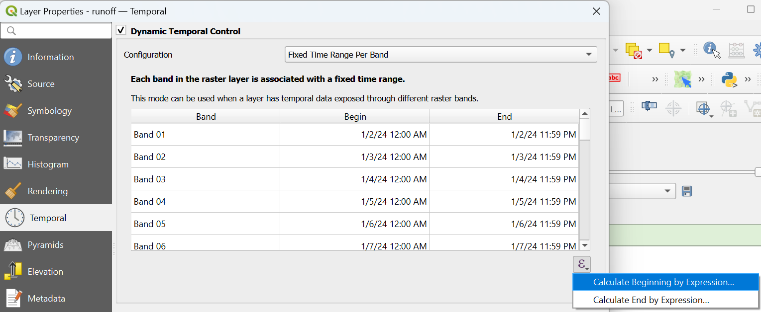 Layer Properties - runoff — Temporal
Information
Source
Symbology
Transparency
Histogram
Rendering
Temporal
Pyramids
Elevation
Metadata
Dynamic Temporal Control
Configuration Fixed Time Range Per Band
Each band in the raster layer is associated with a fixed time range.
This mode can be used when a layer has temporal data exposed through different raster bands.
Band Begin End
Band 01 1/2/24 12:00 AM 1/2/24 11:59 PM
Band 02 1/3/24 12:00 AM 1/3/24 11:59 PM
Band 03 1/4/24 12:00 AM 1/4/24 11:59 PM
Band 04 1/5/24 12:00 AM 1/5/24 11:59 PM
Band 05 1/6/24 12:00 AM 1/6/24 11:59 PM
Band 06 1/7/24 12:00 AM 1/7/24 11:59 PM
ε
Calculate Beginning by Expression...
Calculate End by Expression...
abc